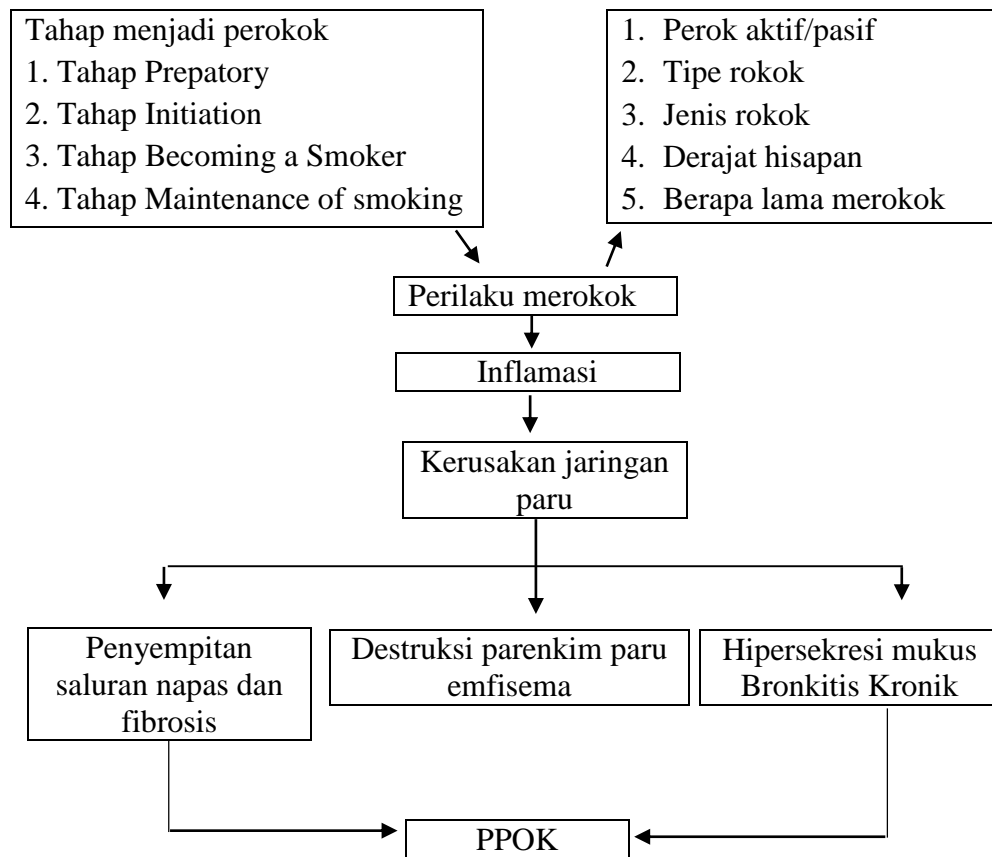 Tahap menjadi perokok
1. Tahap Prepatory
2. Tahap Initiation
3. Tahap Becoming a Smoker
4. Tahap Maintenance of smoking
1. Perok aktif/pasif
2. Tipe rokok
3. Jenis rokok
4. Derajat hisapan
5. Berapa lama merokok
Perilaku merokok
Inflamasi
Kerusakan jaringan
paru
Penyempitan
saluran napas dan
fibrosis
Destruksi parenkim paru
emfisema
Hipersekresi mukus
Bronkitis Kronik
PPOK